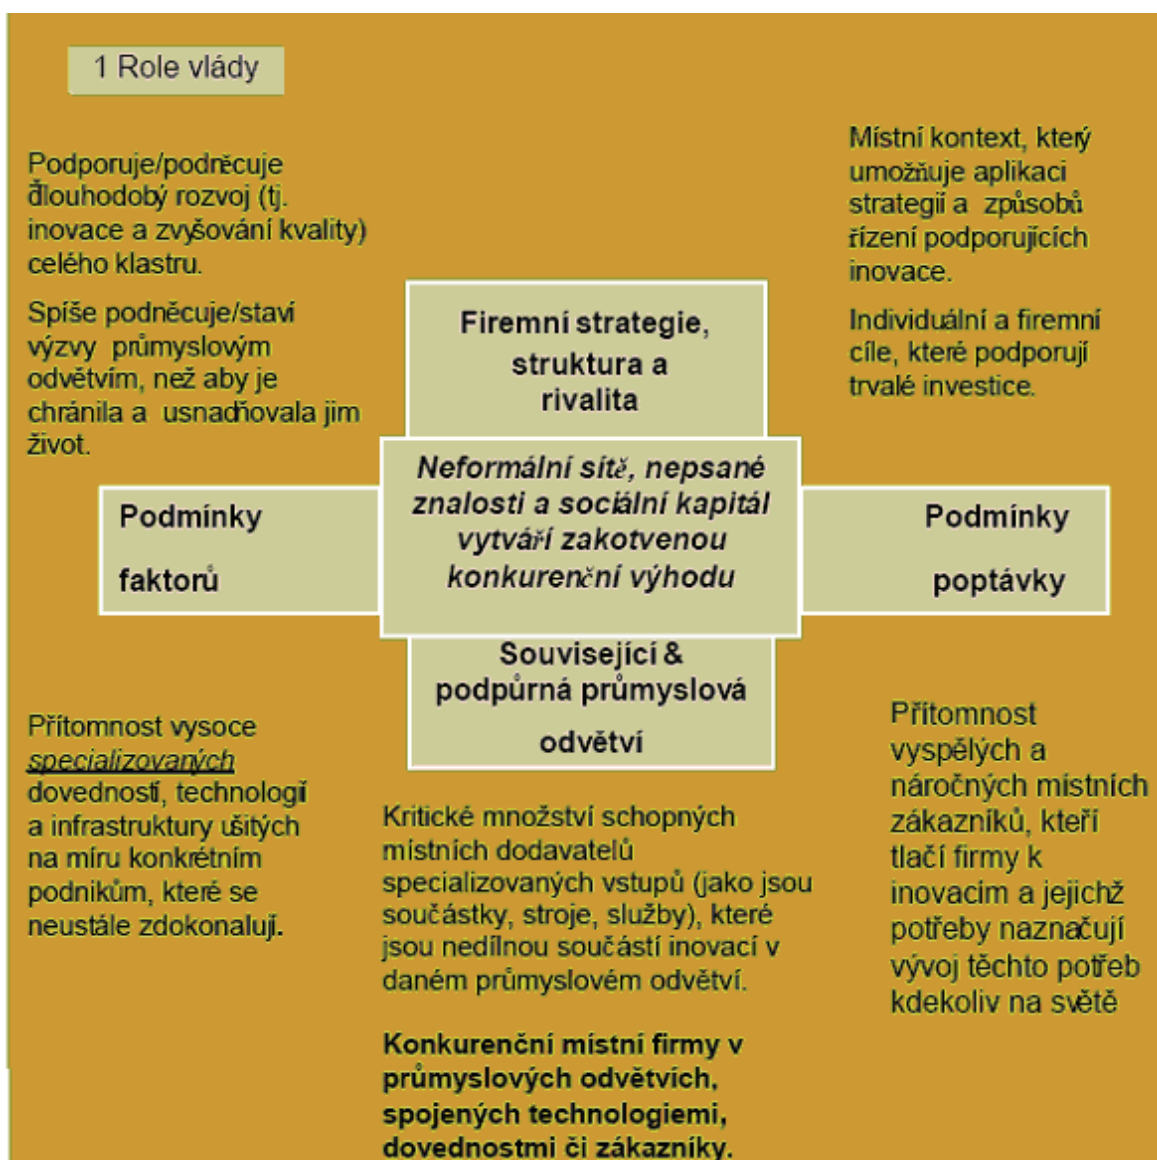 1 Role vlády
Podporuje/podněcuje
dlouhodobý rozvoj (tj.
inovace a zvyšování kvality)
celého klastru.
Spíše podněcuje/staví
výzvy průmyslovým
odvětvím, než aby je
chránila a usnadňovala jim
život.
Místní kontext, který
umožňuje aplikaci
strategií a způsobů
řízení podporujících
inovace.
Individuální a firemní
cíle, které podporují
trvalé investice.
Firemní strategie,
struktura a
rivalita
Podmínky
faktorů
Neformální sítě, nepsané
znalosti a sociální kapitál
vytváří zakotvenou
konkurenční výhodu
Podmínky
poptávky
Související &
podpůrná průmyslová
odvětví
Přítomnost vysoce
specializovaných
dovedností, technologií
a infrastruktury ušitých
na míru konkrétním
podnikům, které se
neustále zdokonalují.
Kritické množství schopných
místních dodavatelů
specializovaných vstupů (jako jsou
součástky, stroje, služby), které
jsou nedílnou součástí inovací v
daném průmyslovém odvětví.
Konkurenční místní firmy v
průmyslových odvětvích,
spojených technologiemi,
dovednostmi či zákazníky.
Přítomnost
vyspělých a
náročných místních
zákazníků, kteří
tlačí firmy k
inovacím a jejichž
potřeby naznačují
vývoj těchto potřeb
kdekoliv na světě